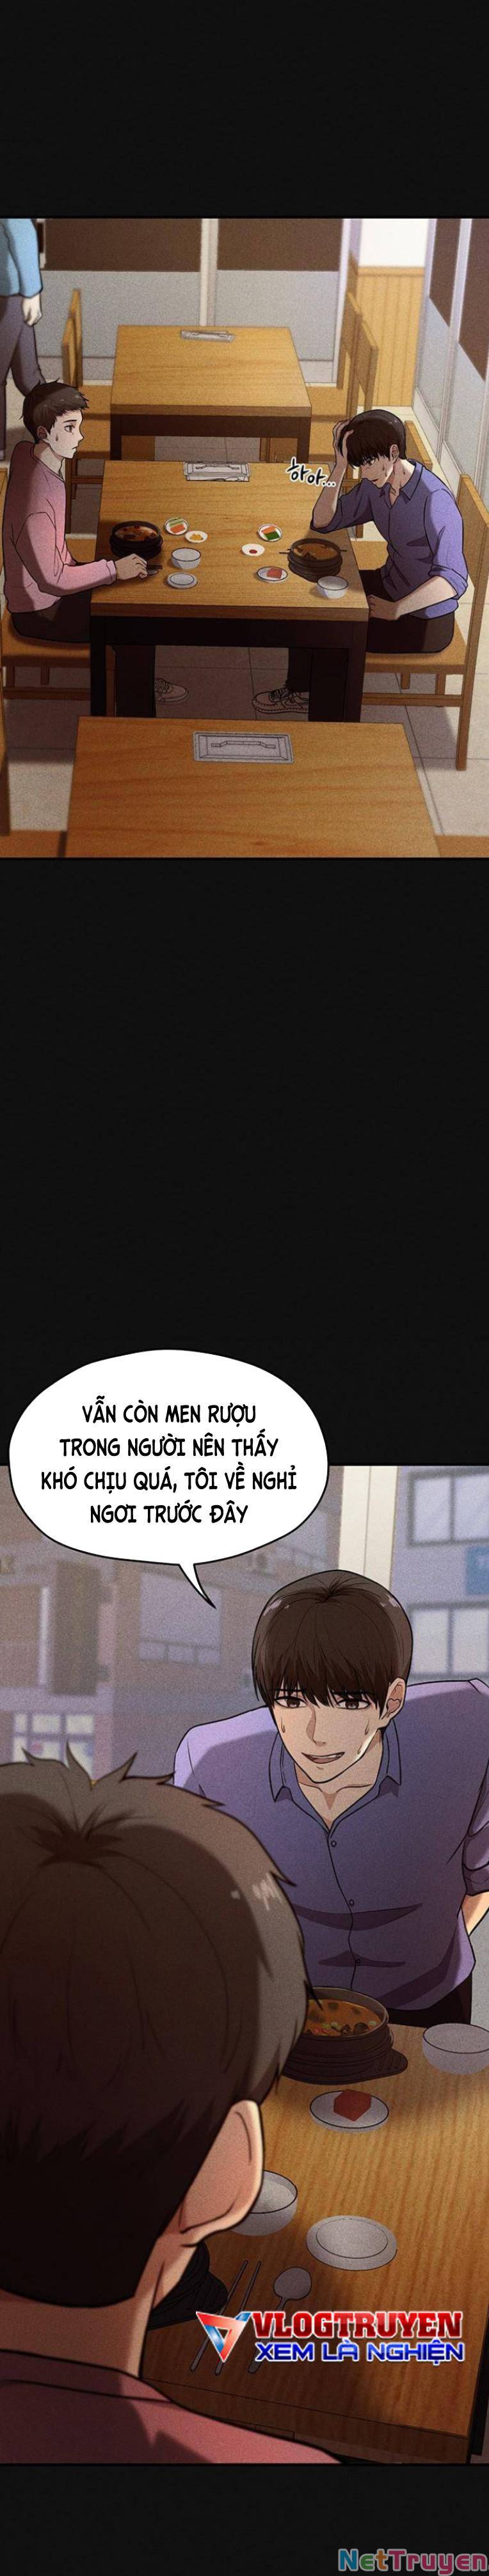 하아...
VẪN CÒN MEN RƯỢU
TRONG NGƯỜI NÊN THẤY
KHÓ CHỊU QUÁ, TÔI VỀ NGHỈ
NGƠI TRƯỚC ĐÂY
VLOGTRUYEN
XEM LÀ NGHIỆN
NetTruyen